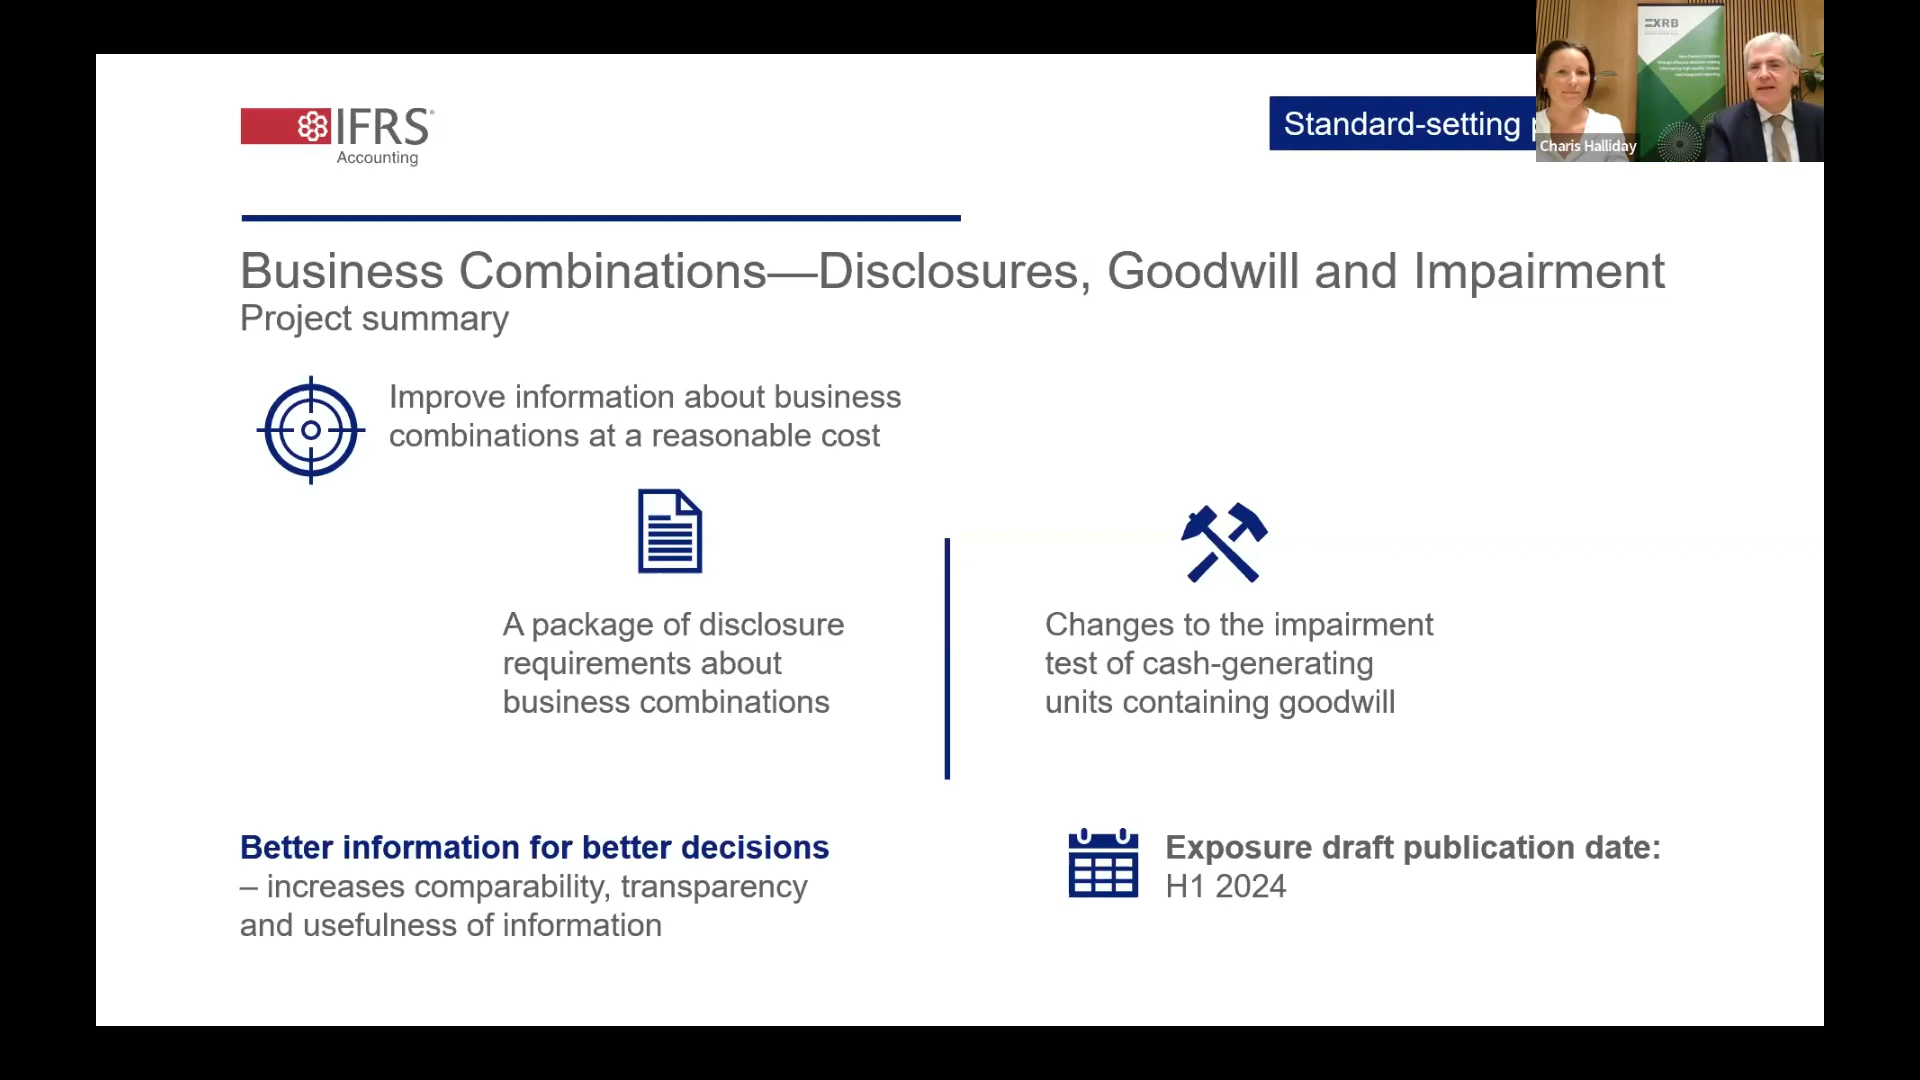 IFRS®
Accounting
Standard-setting
XRB
Charis Halliday
Business Combinations—Disclosures, Goodwill and Impairment
Project summary
Improve information about business
combinations at a reasonable cost
A package of disclosure
requirements about
business combinations
Changes to the impairment
test of cash-generating
units containing goodwill
Better information for better decisions
– increases comparability, transparency
and usefulness of information
Exposure draft publication date:
H1 2024